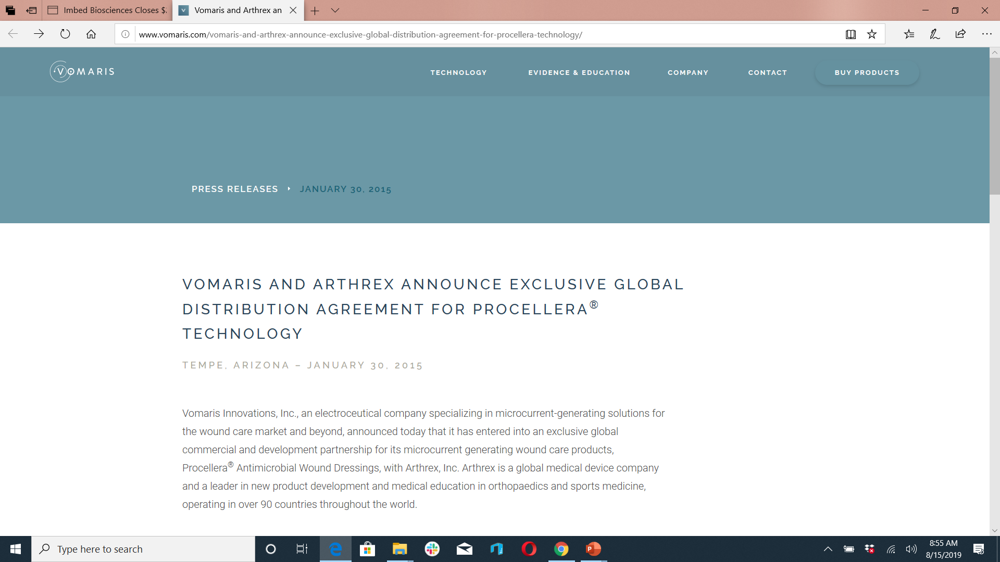 Imbed Biosciences Closes $
Vomaris and Arthrex an
www.vomaris.com/vomaris-and-arthrex-announce-exclusive-global-distribution-agreement-for-procellera-technology/
VOMARIS
TECHNOLOGY
EVIDENCE & EDUCATION
COMPANY
CONTACT
BUY PRODUCTS
PRESS RELEASES JANUARY 30, 2015
VOMARIS AND ARTHREX ANNOUNCE EXCLUSIVE GLOBAL
DISTRIBUTION AGREEMENT FOR PROCELLERA®
TECHNOLOGY
TEMPE, ARIZONA – JANUARY 30, 2015
Vomaris Innovations, Inc., an electroceutical company specializing in microcurrent-generating solutions for
the wound care market and beyond, announced today that it has entered into an exclusive global
commercial and development partnership for its microcurrent generating wound care products,
Procellera® Antimicrobial Wound Dressings, with Arthrex, Inc. Arthrex is a global medical device company
and a leader in new product development and medical education in orthopaedics and sports medicine,
operating in over 90 countries throughout the world.
Type here to search
8:55 AM
8/15/2019